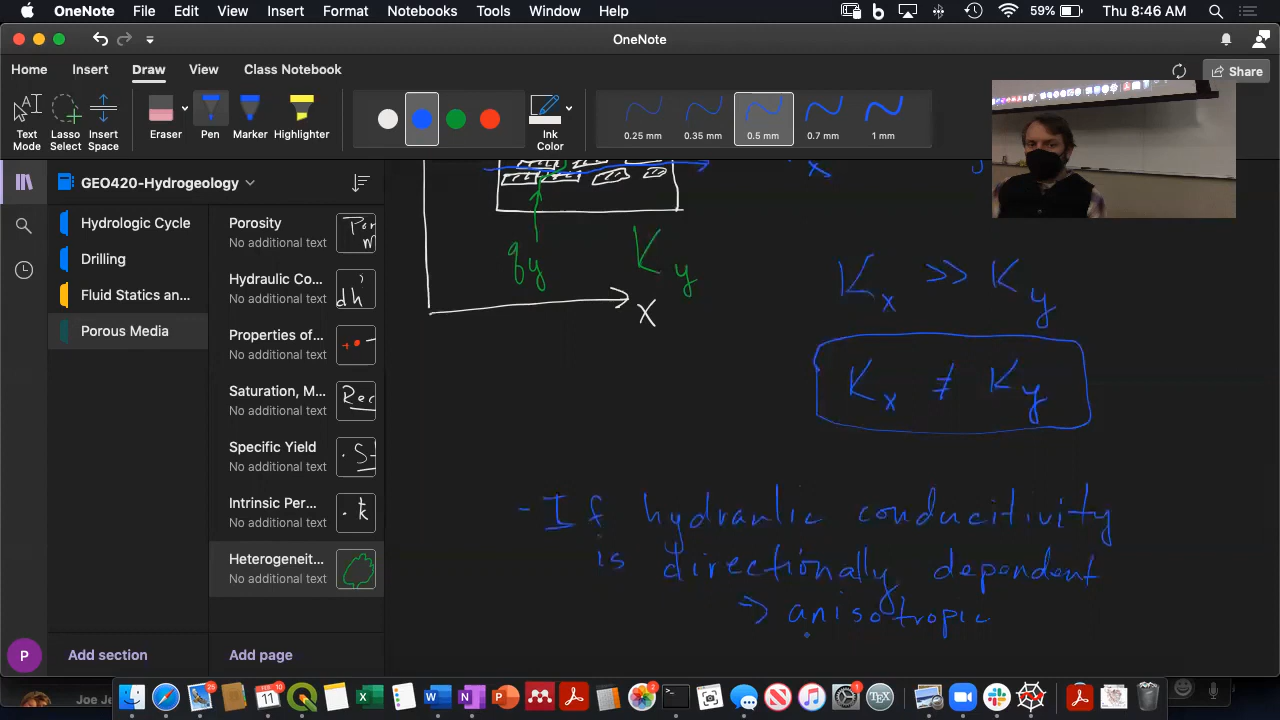 OneNote File Edit View Insert Format Notebooks Tools Window Help 59% Thu 8:46 AM
OneNote
Home Insert Draw View Class Notebook Share
Text Mode Lasso Select Insert Space Eraser Pen Marker Highlighter Ink Color 0.25 mm 0.35 mm 0.5 mm 0.7 mm 1 mm
GEO420-Hydrogeology
Hydrologic Cycle
Drilling
Fluid Statics an...
Porous Media
Porosity
No additional text
Hydraulic Co...
No additional text
dh
Properties of...
No additional text
Saturation, M...
No additional text
Rec
Specific Yield
No additional text
Intrinsic Per...
No additional text
. k
Heterogeneit...
No additional text
x
qy Ky
x
Kx >> Ky
Kx ≠ Ky
- If hydraulic conducitivity
is directionally dependent
⇒ anisotropic
P Add section Add page
Joe Je